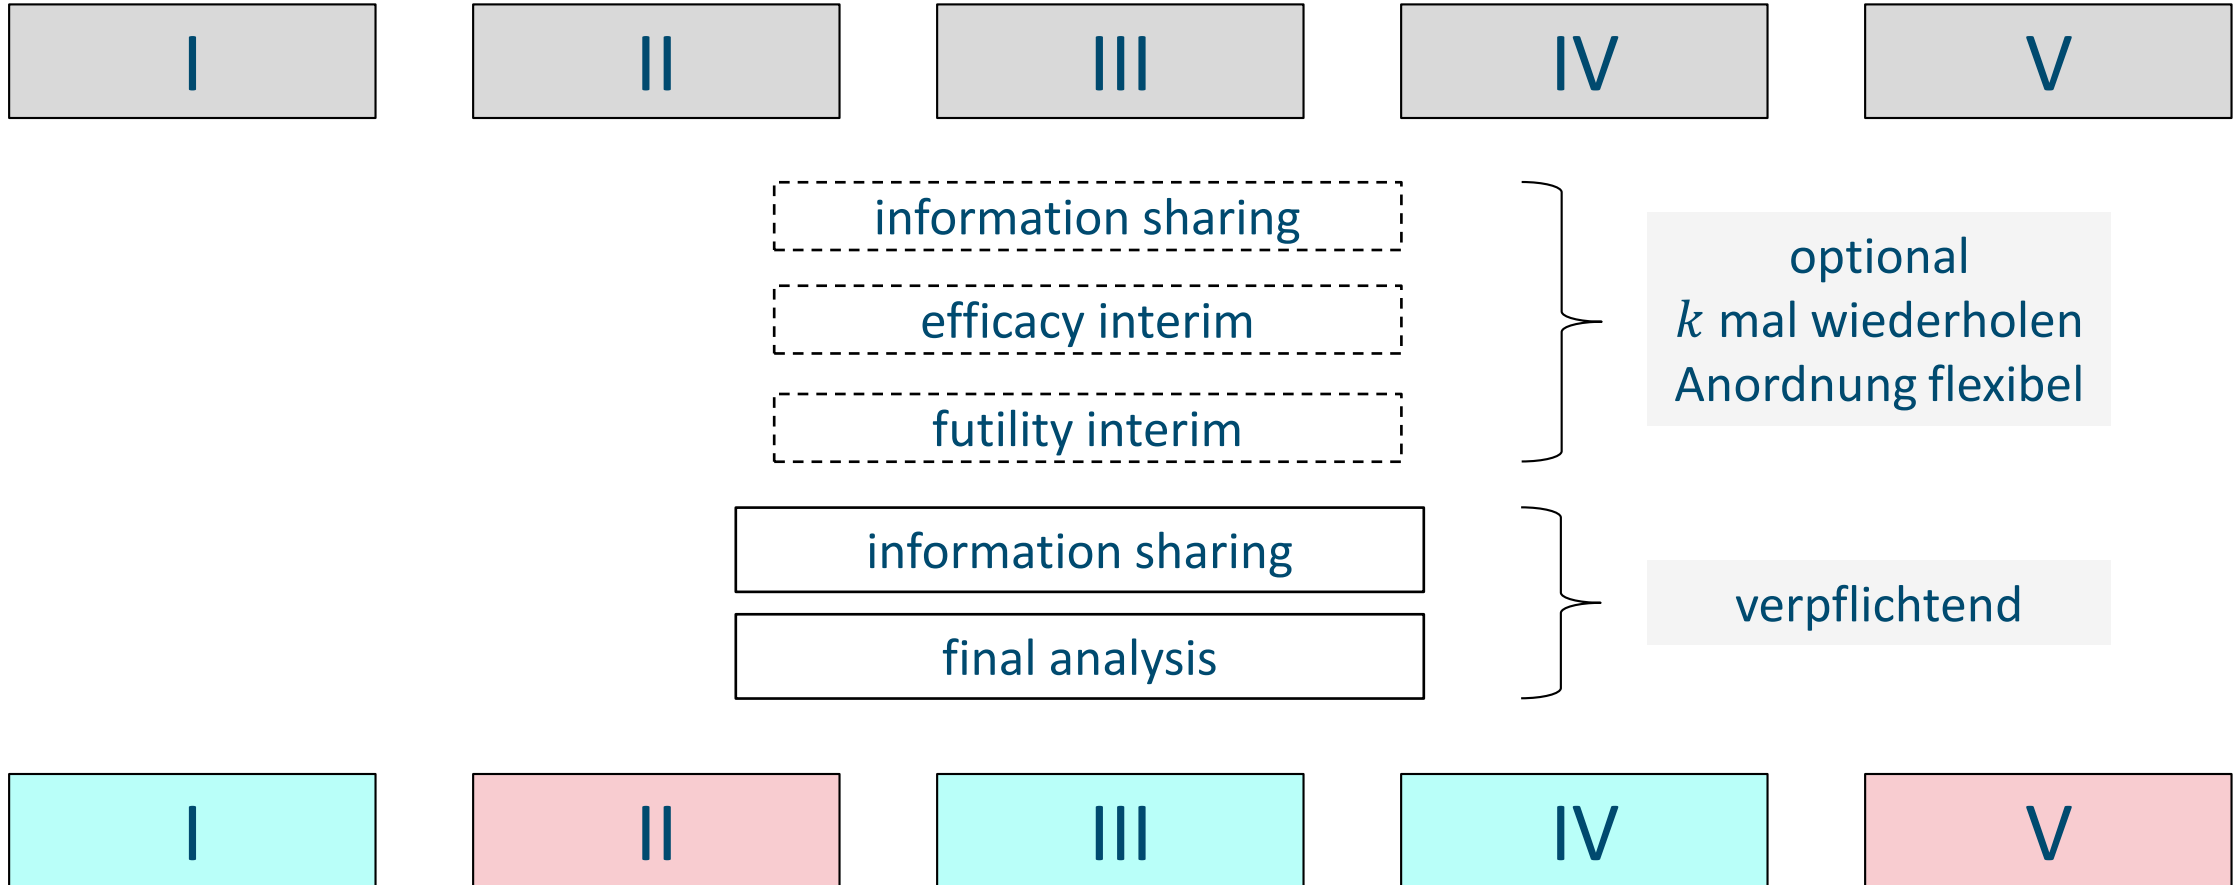 I
II
III
IV
V
information sharing
efficacy interim
futility interim
optional
k mal wiederholen
Anordnung flexibel
information sharing
final analysis
verpflichtend
I
II
III
IV
V